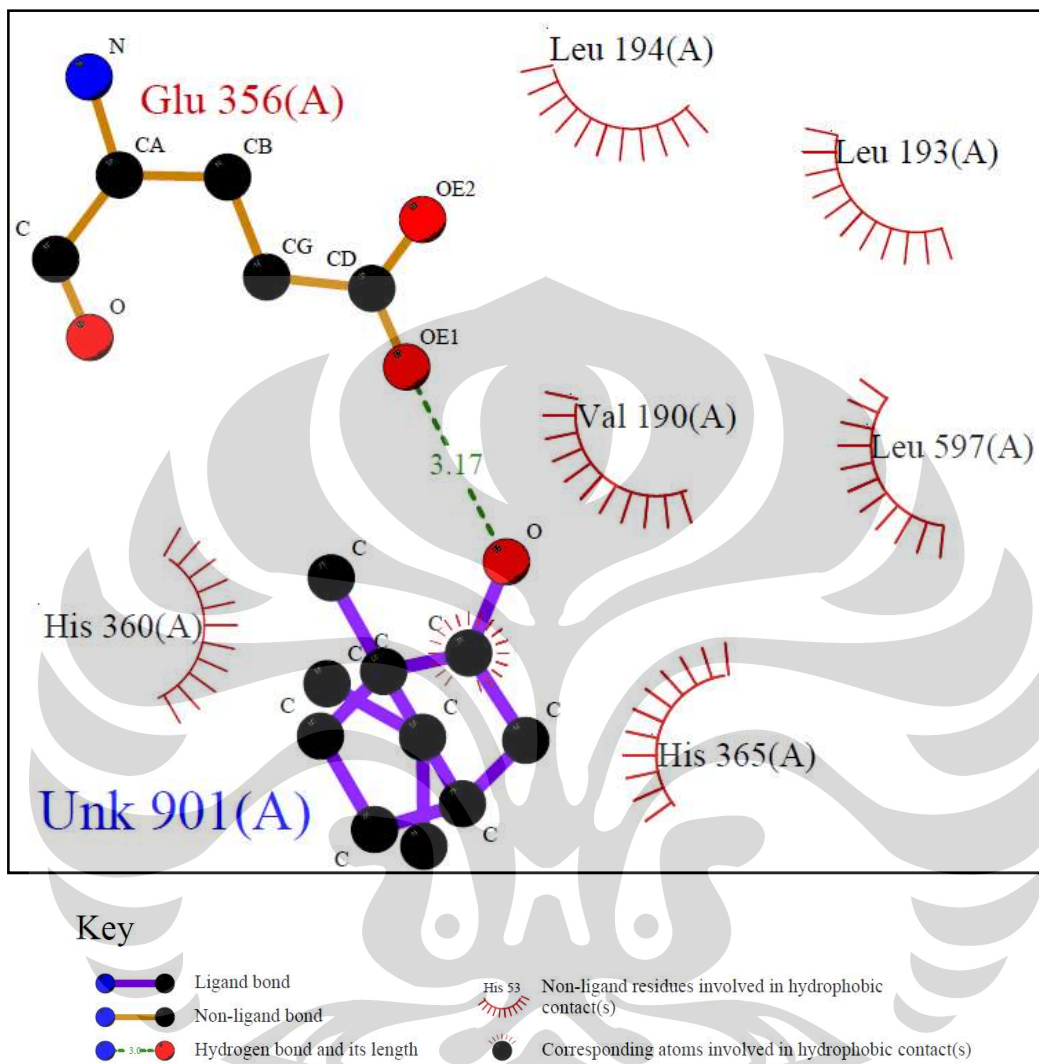 N
Glu 356(A)
CA
CB
OE2
C
CG
CD
O
OE1
Leu 194(A)
Leu 193(A)
Val 190(A)
Leu 597(A)
3.17
O
C
His 360(A)
C
C
C
C
C
C
His 365(A)
Unk 901(A)
C
C
Key
Ligand bond
Non-ligand bond
3.0
Hydrogen bond and its length
His 53
Non-ligand residues involved in hydrophobic
contact(s)
Corresponding atoms involved in hydrophobic contact(s)